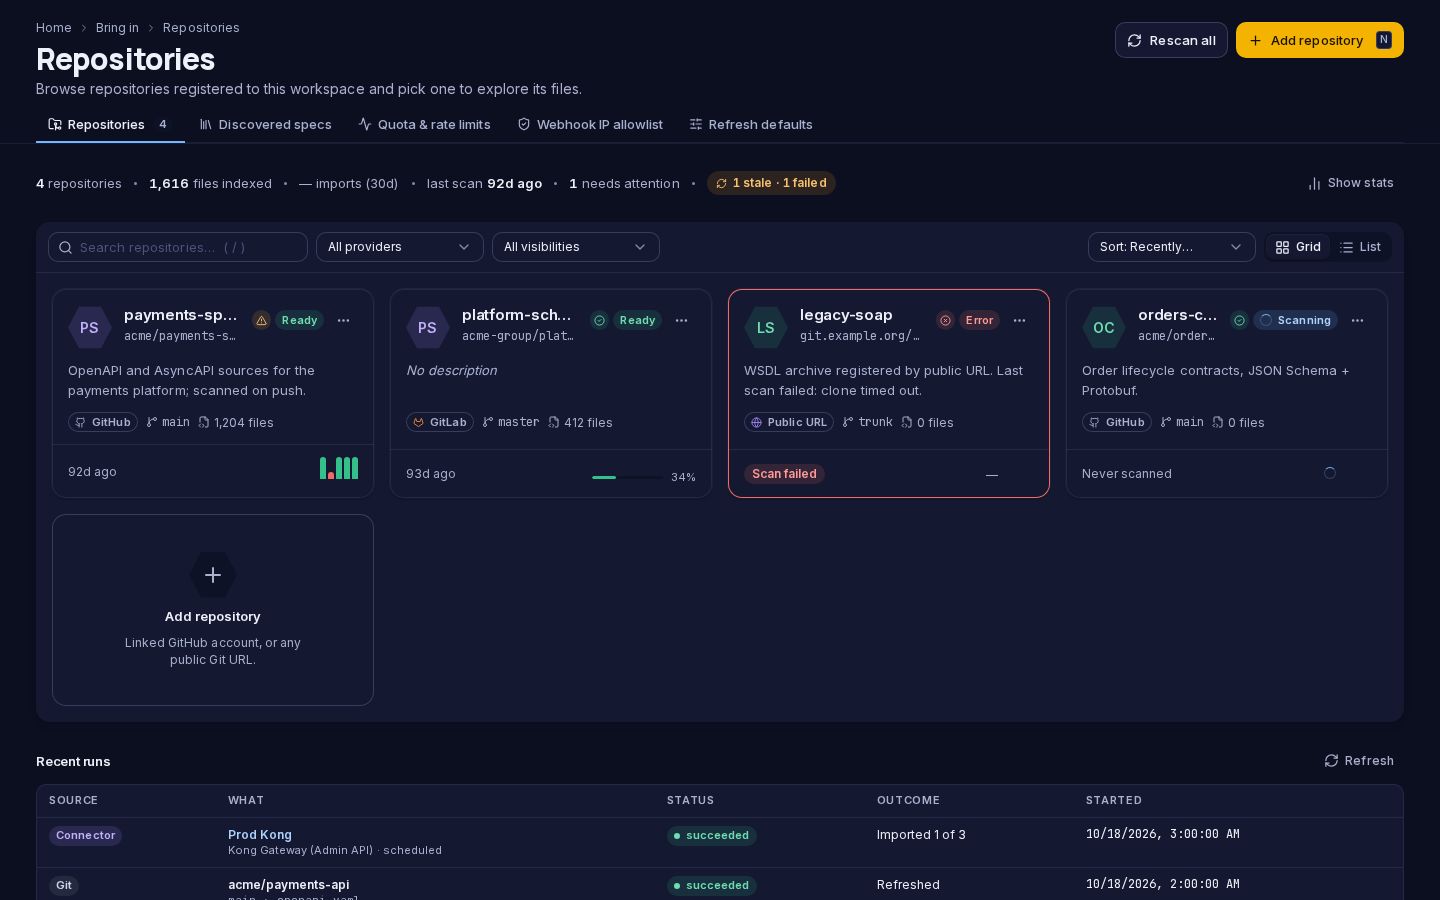 Home > Bring in > Repositories
Repositories
Browse repositories registered to this workspace and pick one to explore its files.
Rescan all
Add repository N
Repositories 4
Discovered specs
Quota & rate limits
Webhook IP allowlist
Refresh defaults
4 repositories • 1,616 files indexed • — imports (30d) • last scan 92d ago • 1 needs attention • 1 stale · 1 failed
Show stats
Search repositories… ( / )
All providers
All visibilities
Sort: Recently…
Grid
List
PS
payments-sp…
acme/payments-s…
Ready
OpenAPI and AsyncAPI sources for the
payments platform; scanned on push.
GitHub main 1,204 files
92d ago
PS
platform-sch…
acme-group/plat…
Ready
No description
GitLab master 412 files
93d ago
34%
LS
legacy-soap
git.example.org/…
Error
WSDL archive registered by public URL. Last
scan failed: clone timed out.
Public URL trunk 0 files
Scan failed
—
OC
orders-c…
acme/order…
Scanning
Order lifecycle contracts, JSON Schema +
Protobuf.
GitHub main 0 files
Never scanned
Add repository
Linked GitHub account, or any
public Git URL.
Recent runs
Refresh
SOURCE WHAT STATUS OUTCOME STARTED
Connector Prod Kong succeeded Imported 1 of 3 10/18/2026, 3:00:00 AM
Kong Gateway (Admin API) · scheduled
Git acme/payments-api succeeded Refreshed 10/18/2026, 2:00:00 AM